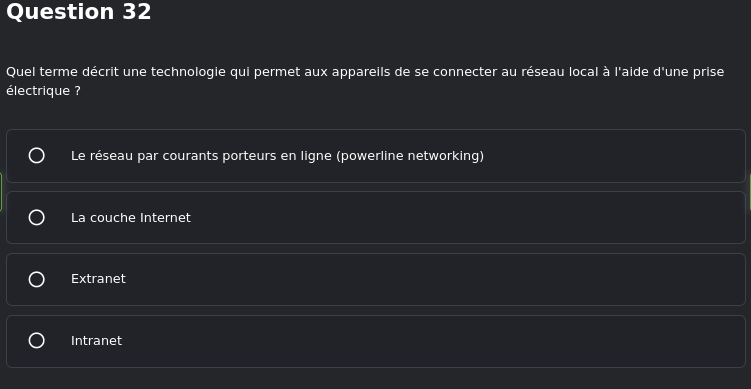 Question 32
Quel terme décrit une technologie qui permet aux appareils de se connecter au réseau local à l'aide d'une prise
électrique ?
Le réseau par courants porteurs en ligne (powerline networking)
La couche Internet
Extranet
Intranet